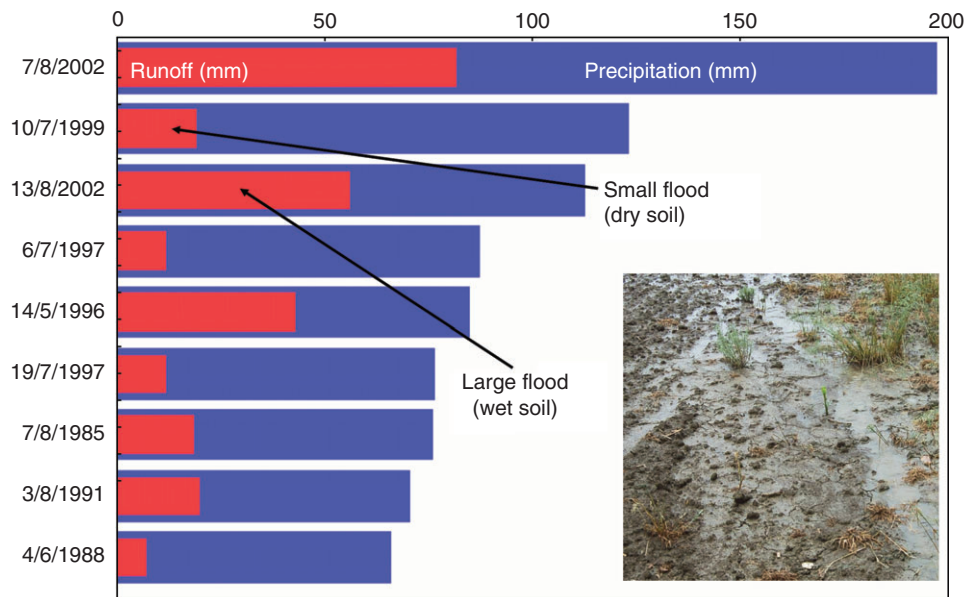 0 50 100 150 200
7/8/2002
Runoff (mm) Precipitation (mm)
10/7/1999
13/8/2002
Small flood
(dry soil)
6/7/1997
14/5/1996
19/7/1997
Large flood
(wet soil)
7/8/1985
3/8/1991
4/6/1988